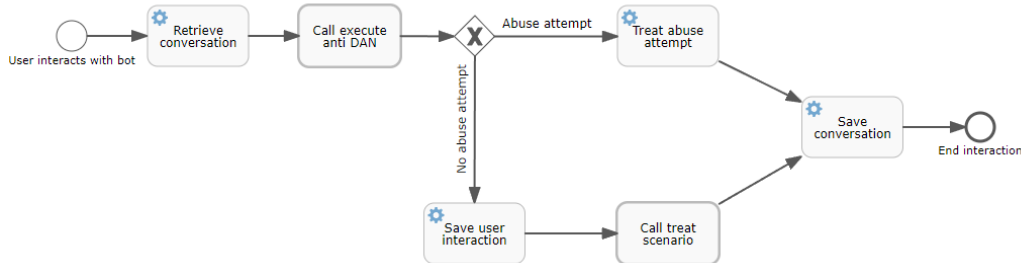 User interacts with bot
Retrieve
conversation
Call execute
anti DAN
X
Abuse attempt
Treat abuse
attempt
No abuse attempt
Save user
interaction
Call treat
scenario
Save
conversation
End interaction